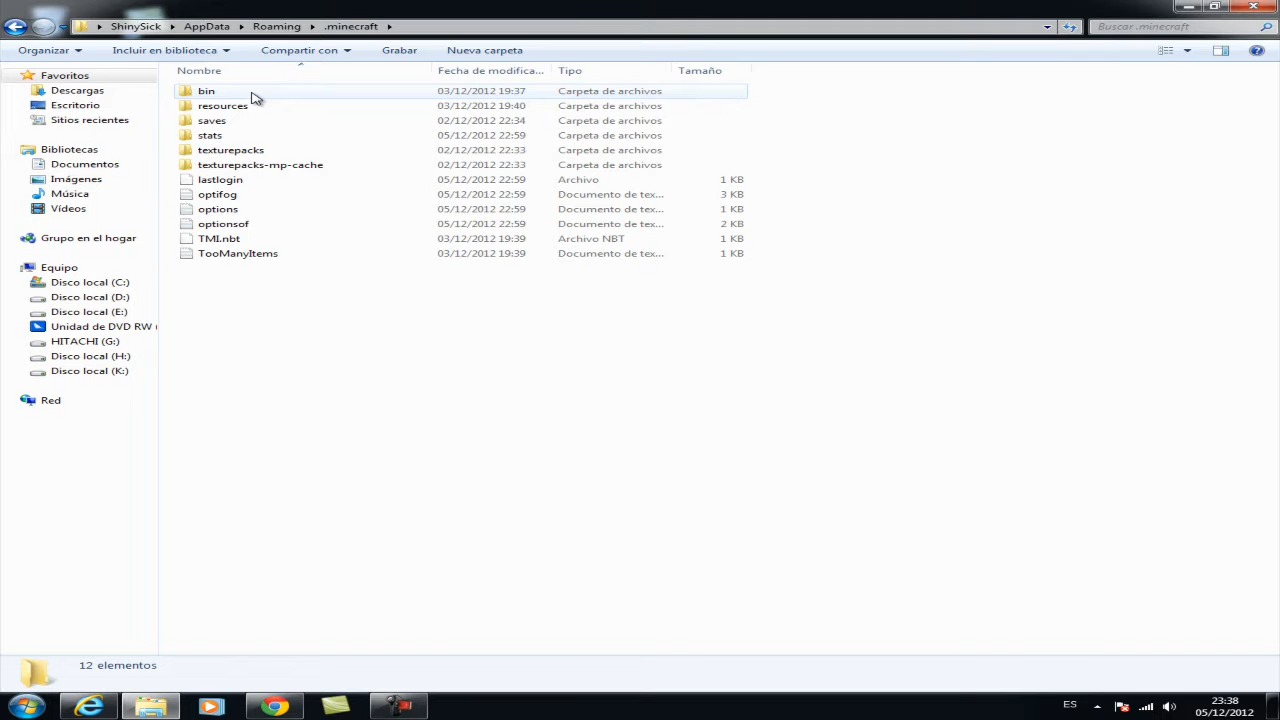 ShinySick AppData Roaming .minecraft Buscar .minecraft
Organizar Incluir en biblioteca Compartir con Grabar Nueva carpeta
Nombre Fecha de modifica... Tipo Tamaño
Favoritos
Descargas
Escritorio
Sitios recientes
Bibliotecas
Documentos
Imágenes
Música
Vídeos
Grupo en el hogar
Equipo
Disco local (C:)
Disco local (D:)
Disco local (E:)
Unidad de DVD RW (
HITACHI (G:)
Disco local (H:)
Disco local (K:)
Red
bin 03/12/2012 19:37 Carpeta de archivos
resources 03/12/2012 19:40 Carpeta de archivos
saves 02/12/2012 22:34 Carpeta de archivos
stats 05/12/2012 22:59 Carpeta de archivos
texturepacks 02/12/2012 22:33 Carpeta de archivos
texturepacks-mp-cache 02/12/2012 22:33 Carpeta de archivos
lastlogin 05/12/2012 22:59 Archivo 1 KB
optifog 05/12/2012 22:59 Documento de tex... 3 KB
options 05/12/2012 22:59 Documento de tex... 1 KB
optionsof 05/12/2012 22:59 Documento de tex... 2 KB
TMI.nbt 03/12/2012 19:39 Archivo NBT 1 KB
TooManyItems 03/12/2012 19:39 Documento de tex... 1 KB
12 elementos
ES 23:38
05/12/2012